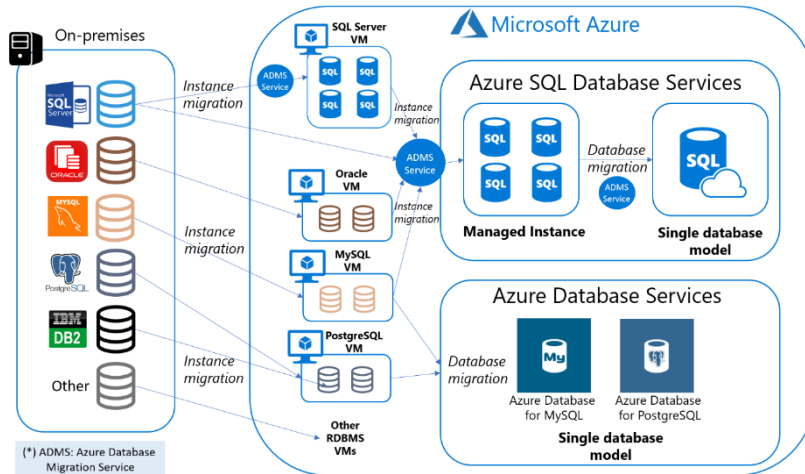 On-premises
Microsoft
SQL
Server
ORACLE
MYSQL
PostgreSQL
IBM
DB2
Other
(*) ADMS: Azure Database
Migration Service
Instance
migration
Instance
migration
Instance
migration
Microsoft Azure
SQL Server
VM
ADMS
Service
SQL
SQL
SQL
SQL
Instance
migration
ADMS
Service
Instance
migration
Oracle
VM
MySQL
VM
PostgreSQL
VM
Other
RDBMS
VMs
Database
migration
Azure SQL Database Services
SQL
SQL
SQL
SQL
Managed Instance
Database
migration
ADMS
Service
SQL
Single database
model
Azure Database Services
My
Azure Database
for MySQL
Azure Database
for PostgreSQL
Single database
model